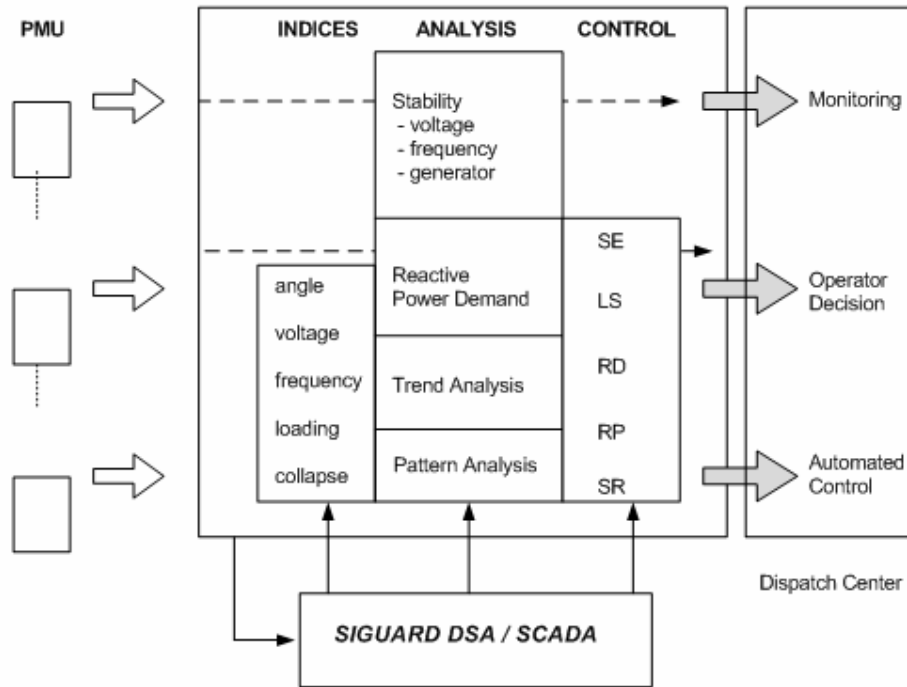 PMU
INDICES
ANALYSIS
CONTROL
Stability
- voltage
- frequency
- generator
Monitoring
angle
voltage
frequency
loading
collapse
Reactive
Power Demand
Trend Analysis
Pattern Analysis
SE
LS
RD
RP
SR
Operator
Decision
Automated
Control
Dispatch Center
SIGUARD DSA / SCADA